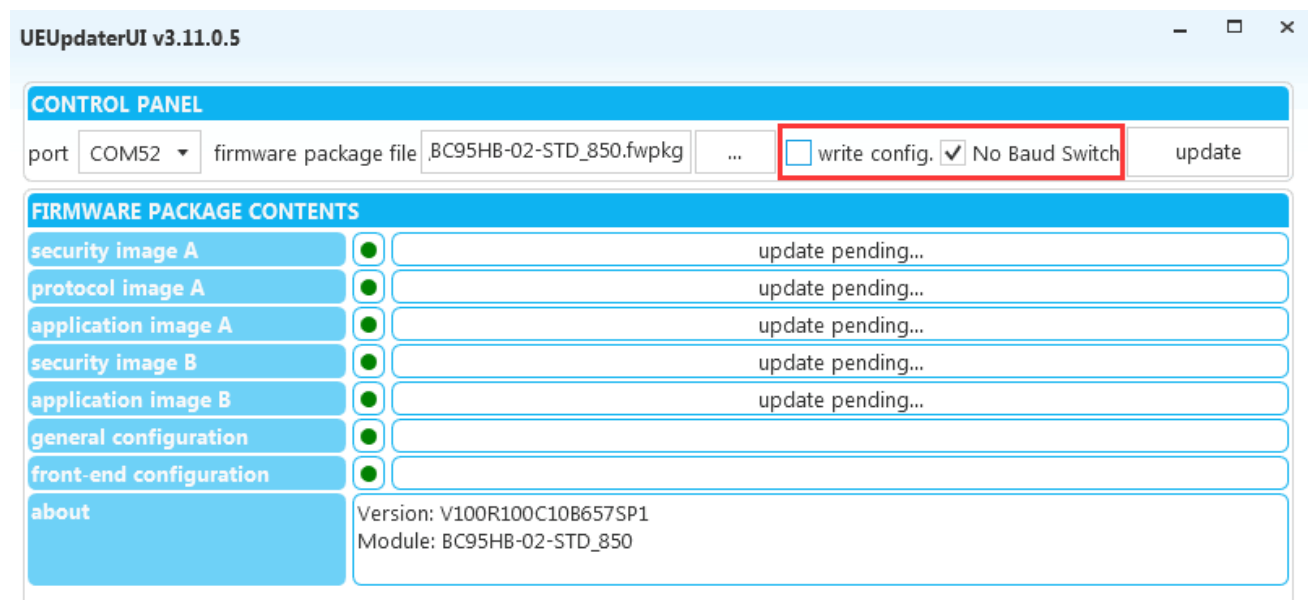 UEUpdaterUI v3.11.0.5
CONTROL PANEL
port COM52 firmware package file BC95HB-02-STD_850.fwpkg ... write config. No Baud Switch update
FIRMWARE PACKAGE CONTENTS
security image A update pending...
protocol image A update pending...
application image A update pending...
security image B update pending...
application image B update pending...
general configuration
front-end configuration
about Version: V100R100C10B657SP1
Module: BC95HB-02-STD_850